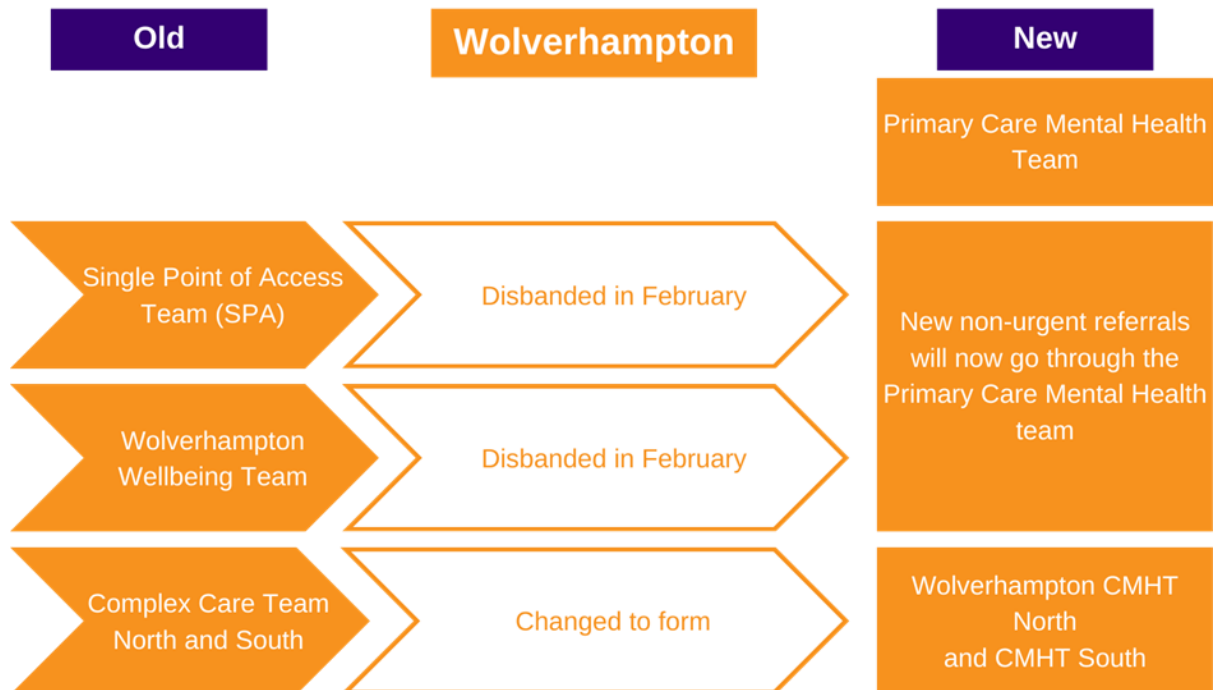 Old
Wolverhampton
New
Primary Care Mental Health
Team
Single Point of Access
Team (SPA)
Disbanded in February
New non-urgent referrals
will now go through the
Primary Care Mental Health
team
Wolverhampton
Wellbeing Team
Disbanded in February
Complex Care Team
North and South
Changed to form
Wolverhampton CMHT
North
and CMHT South